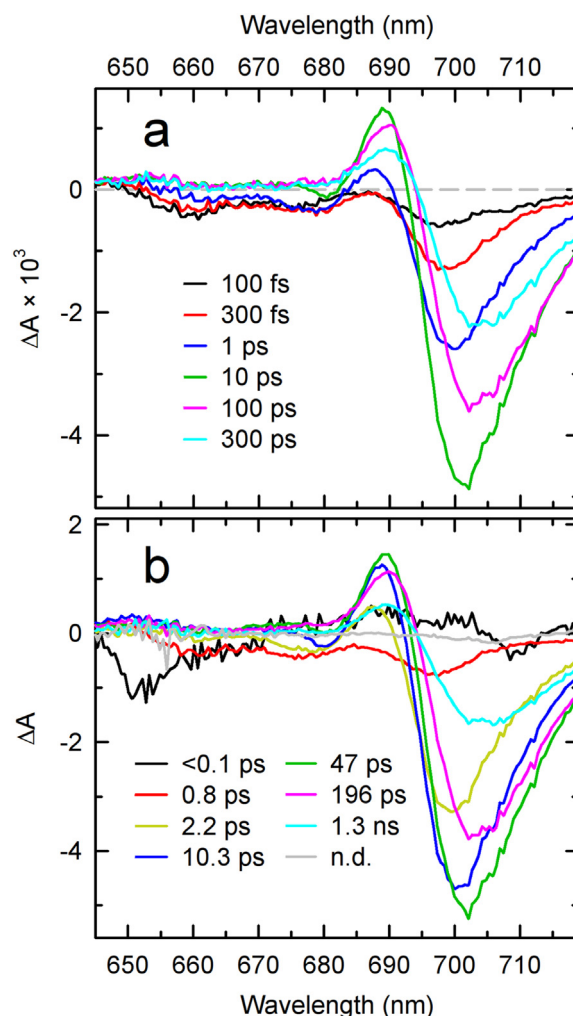 Wavelength (nm)
650 660 670 680 690 700 710
a
0
-2
-4
ΔA × 10³
100 fs
300 fs
1 ps
10 ps
100 ps
300 ps
2
b
0
-2
-4
ΔA
<0.1 ps 47 ps
0.8 ps 196 ps
2.2 ps 1.3 ns
10.3 ps n.d.
650 660 670 680 690 700 710
Wavelength (nm)